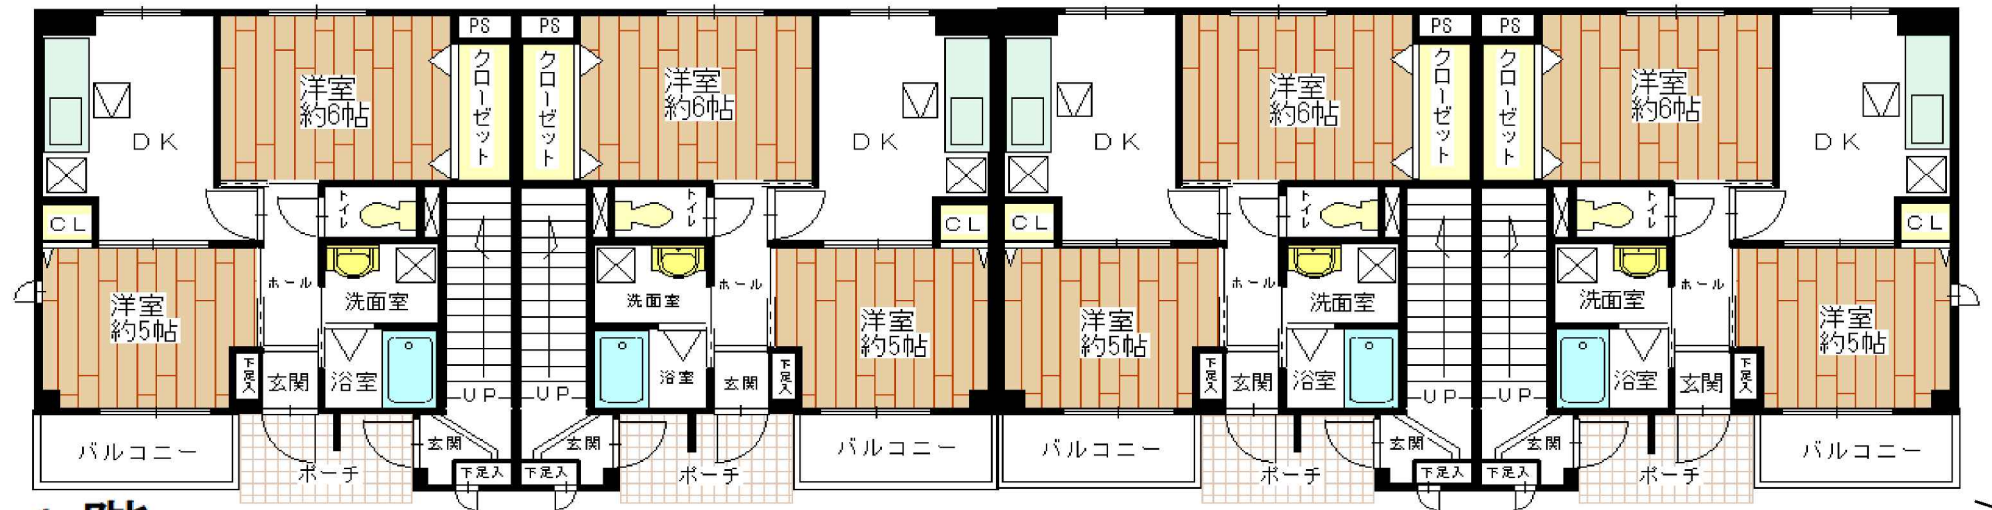 PS
PS
PS
PS
クローゼット
クローゼット
クローゼット
クローゼット
洋室
約6帖
洋室
約6帖
洋室
約6帖
洋室
約6帖
DK
DK
DK
DK
トイレ
トイレ
トイレ
トイレ
CL
CL
CL
CL
ホール
ホール
ホール
ホール
洗面室
洗面室
洗面室
洗面室
洋室
約5帖
洋室
約5帖
洋室
約5帖
洋室
約5帖
下足入
玄関
浴室
UP
UP
浴室
玄関
下足入
下足入
玄関
浴室
UP
UP
浴室
玄関
下足入
バルコニー
ポーチ
玄関
下足入
下足入
玄関
ポーチ
バルコニー
バルコニー
ポーチ
玄関
下足入
下足入
玄関
ポーチ
バルコニー